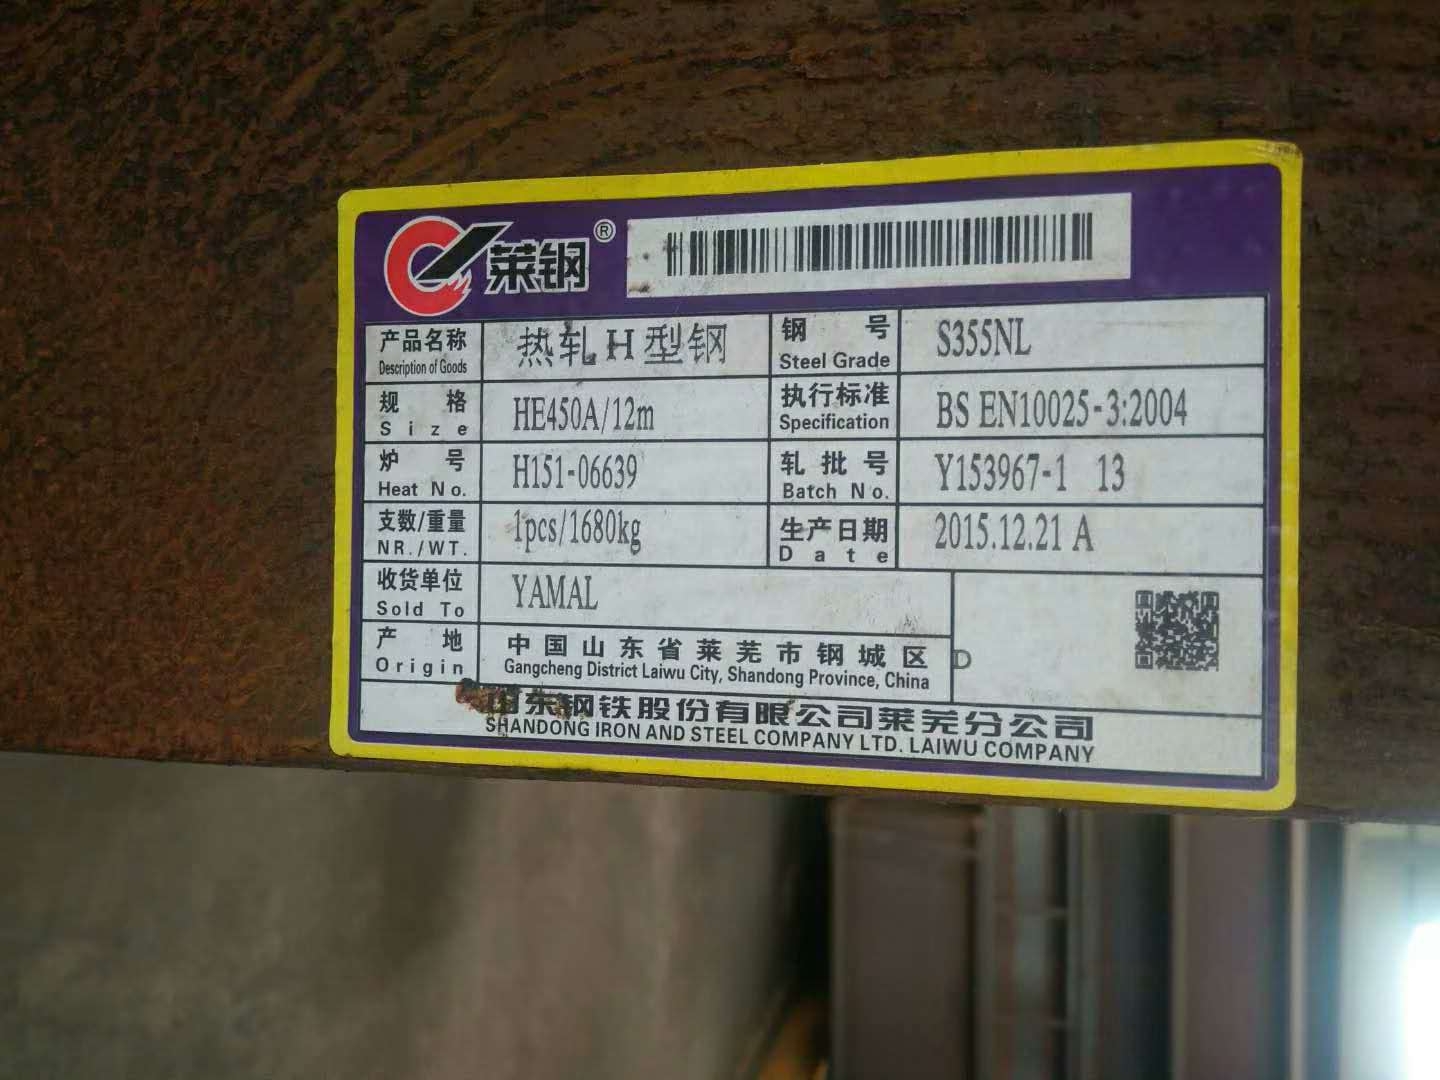 莱钢®
产品名称 热轧H型钢 钢 号 S355NL
Description of Goods Steel Grade
规 格 HE450A/12m 执行标准 BS EN10025-3:2004
Size Specification
炉 号 H151-06639 轧批号 Y153967-1 13
Heat No. Batch No.
支数/重量 1pcs/1680kg 生产日期 2015.12.21 A
NR./WT. Date
收货单位 YAMAL
Sold To
产 地 中国山东省莱芜市钢城区 D
Origin Gangcheng District Laiwu City, Shandong Province, China
山东钢铁股份有限公司莱芜分公司
SHANDONG IRON AND STEEL COMPANY LTD. LAIWU COMPANY